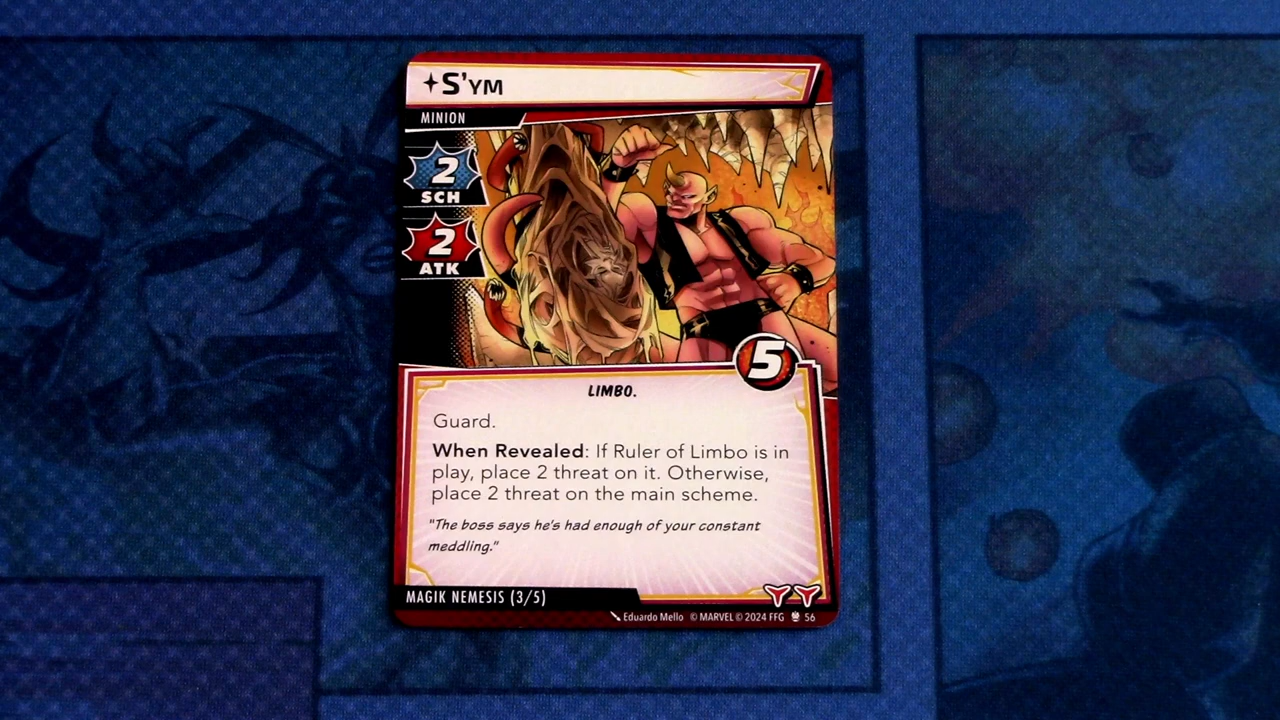 S'YM
MINION
2
SCH
2
ATK
5
LIMBO.
Guard.
When Revealed: If Ruler of Limbo is in
play, place 2 threat on it. Otherwise,
place 2 threat on the main scheme.
"The boss says he's had enough of your constant
meddling."
MAGIK NEMESIS (3/5)
Eduardo Mello © MARVEL © 2024 FFG 56